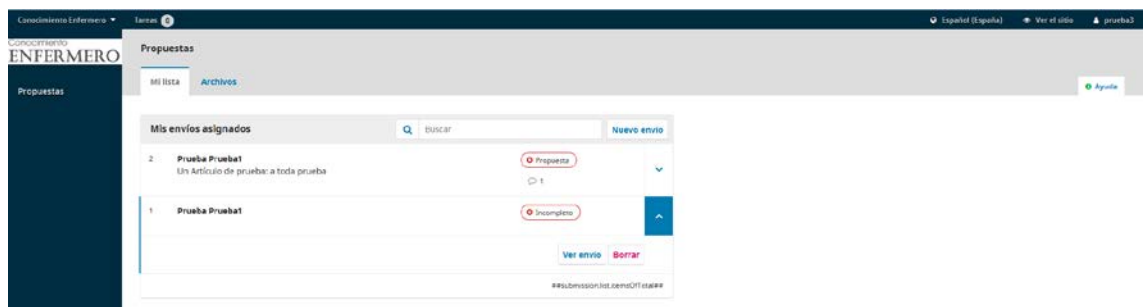 Conocimiento Enfermero Tareas 0 Español (España) Ver el sitio prueba3
Conocimiento
ENFERMERO
Propuestas
Propuestas
Mi lista Archivos
Ayuda
Mis envíos asignados Buscar Nuevo envío
2 Prueba Prueba1 Propuesta
Un Artículo de prueba: a toda prueba
1
1 Prueba Prueba1 Incompleto
Ver envío Borrar
##submission.list.itemsOfTotal##